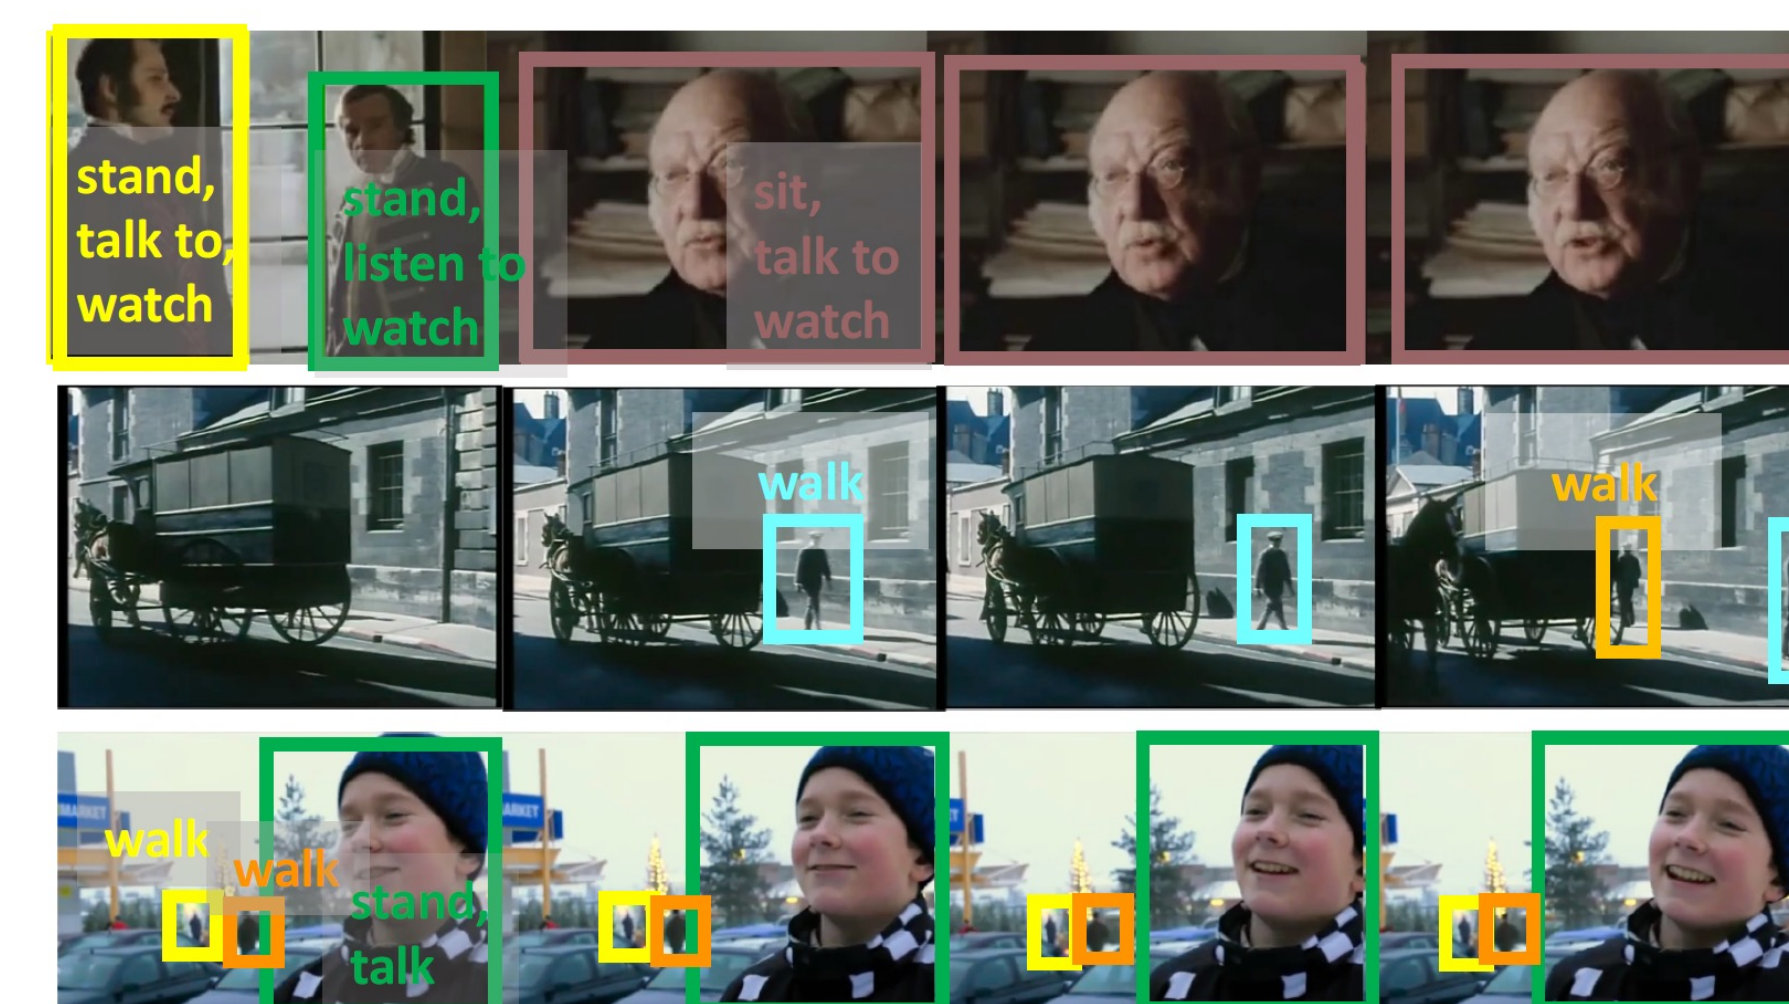 stand,
talk to,
watch
stand,
listen to
watch
sit,
talk to
watch
walk
walk
MARKET
ARKET
walk
walk
stand,
talk